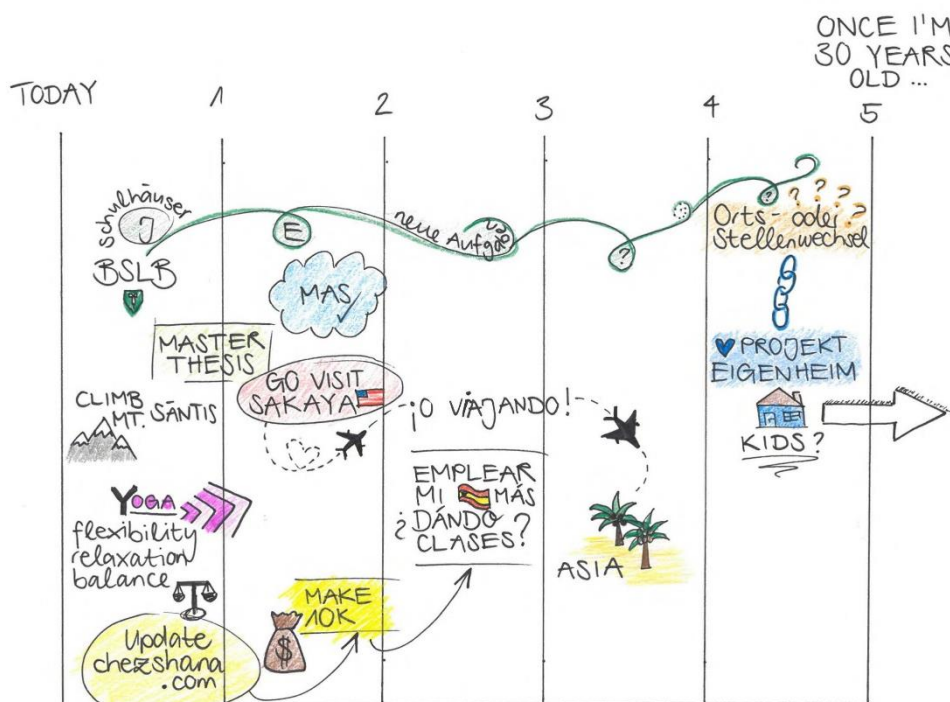 ONCE I'M
30 YEARS
OLD ...
TODAY
1
2
3
4
5
Schulhäuser
J
BSLB
E
neue Aufgabe
?
?
? ? ? ?
Orts- oder
Stellenwechsel
MAS
MASTER
THESIS
GO VISIT
SAKAYA
♥ PROJEKT
EIGENHEIM
KIDS?
CLIMB
MT. SÄNTIS
¡O VIAJANDO!
YOGA
flexibility
relaxation
balance
EMPLEAR
MI MÁS
¿DÁNDO
CLASES?
ASIA
MAKE
10K
$
Update
chezshana
.com